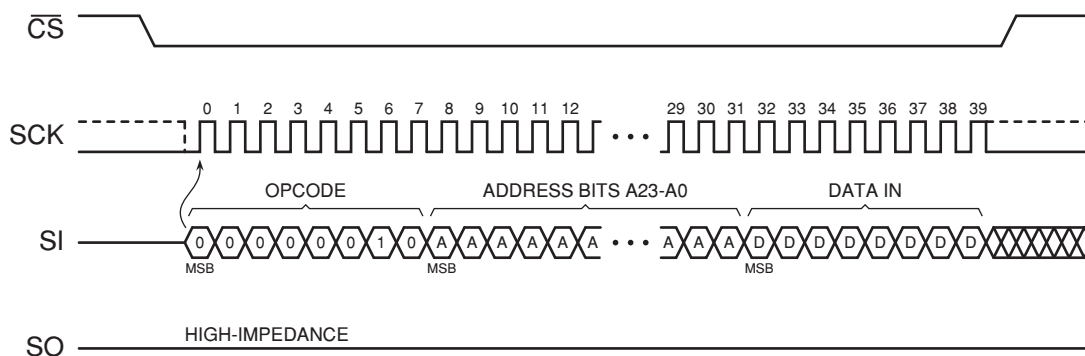 CS
0 1 2 3 4 5 6 7 8 9 10 11 12 29 30 31 32 33 34 35 36 37 38 39
SCK
OPCODE ADDRESS BITS A23-A0 DATA IN
SI 0 0 0 0 0 0 1 0 A A A A A A A A A D D D D D D D D
MSB MSB MSB
HIGH-IMPEDANCE
SO